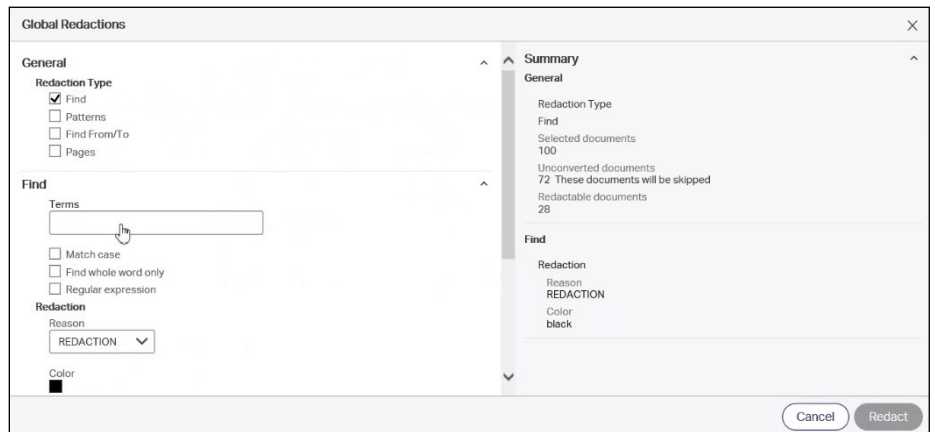 Global Redactions
General
Redaction Type
Find
Patterns
Find From/To
Pages
Find
Terms
Match case
Find whole word only
Regular expression
Redaction
Reason
REDACTION
Color
Summary
General
Redaction Type
Find
Selected documents
100
Unconverted documents
72 These documents will be skipped
Redactable documents
28
Find
Redaction
Reason
REDACTION
Color
black
Cancel
Redact